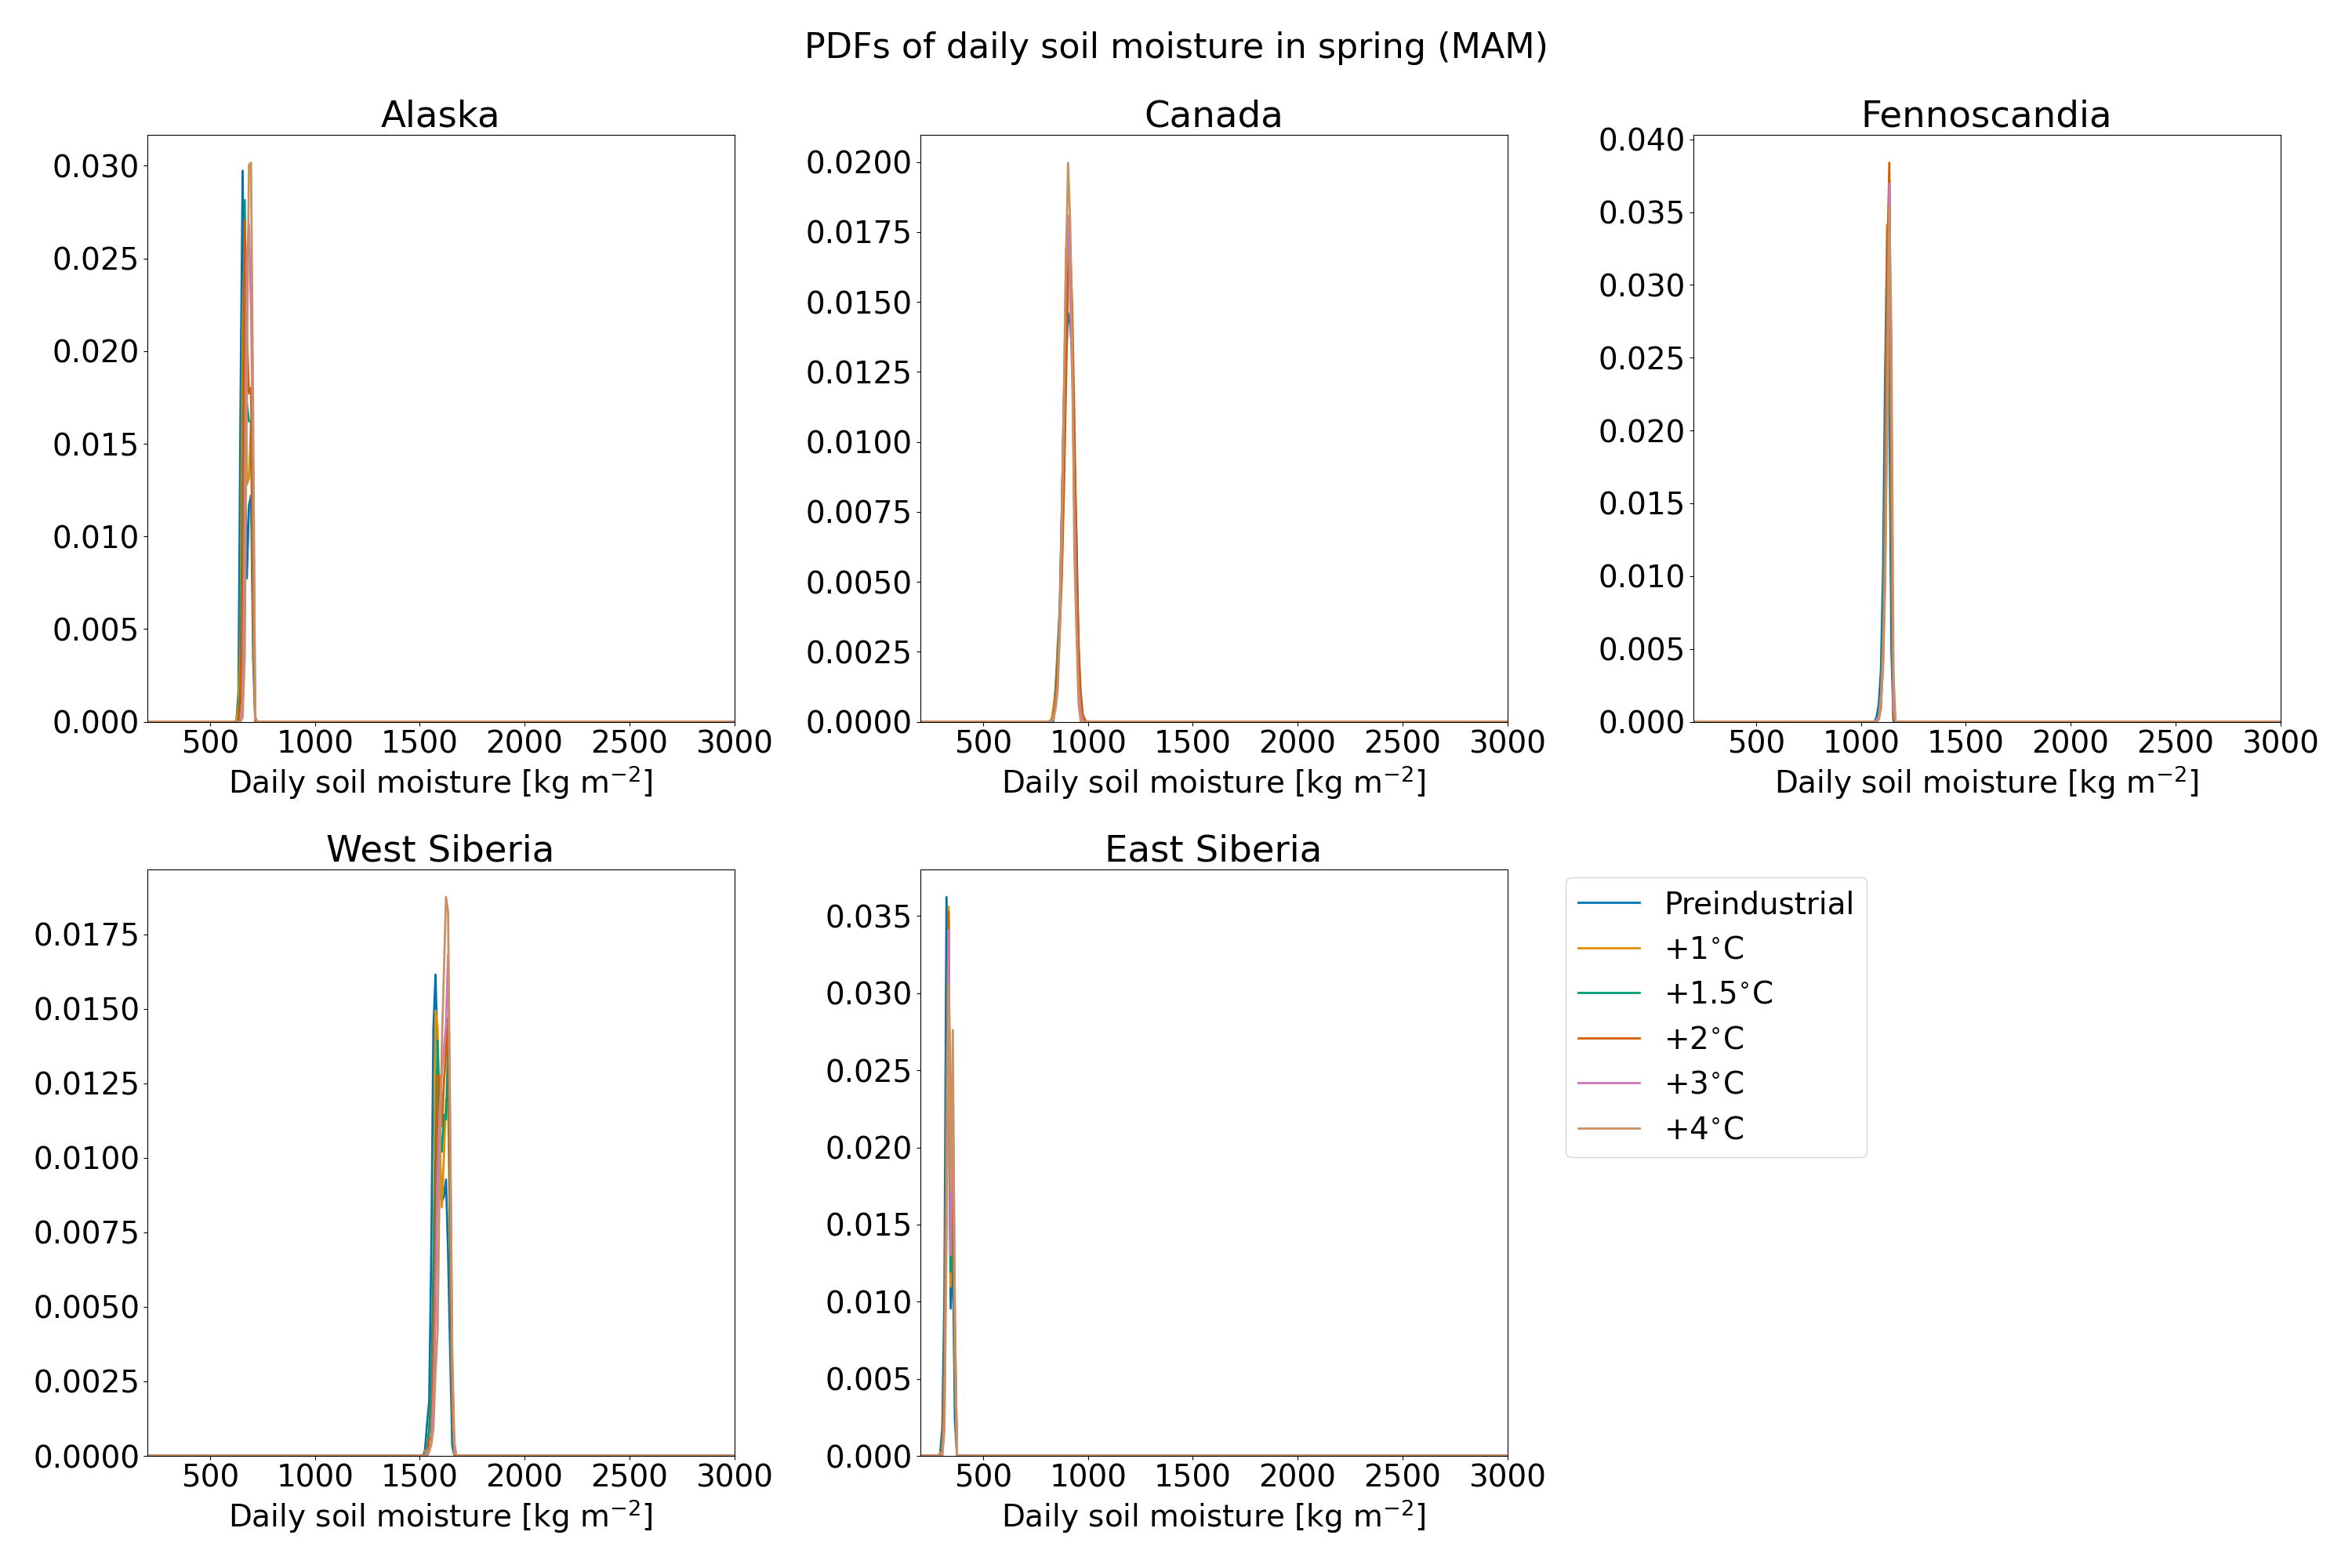 PDFs of daily soil moisture in spring (MAM)
Alaska
0.030
0.025
0.020
0.015
0.010
0.005
0.000
500 1000 1500 2000 2500 3000
Daily soil moisture [kg m⁻²]
Canada
0.0200
0.0175
0.0150
0.0125
0.0100
0.0075
0.0050
0.0025
0.0000
500 1000 1500 2000 2500 3000
Daily soil moisture [kg m⁻²]
Fennoscandia
0.040
0.035
0.030
0.025
0.020
0.015
0.010
0.005
0.000
500 1000 1500 2000 2500 3000
Daily soil moisture [kg m⁻²]
West Siberia
0.0175
0.0150
0.0125
0.0100
0.0075
0.0050
0.0025
0.0000
500 1000 1500 2000 2500 3000
Daily soil moisture [kg m⁻²]
East Siberia
0.035
0.030
0.025
0.020
0.015
0.010
0.005
0.000
500 1000 1500 2000 2500 3000
Daily soil moisture [kg m⁻²]
Preindustrial
+1°C
+1.5°C
+2°C
+3°C
+4°C